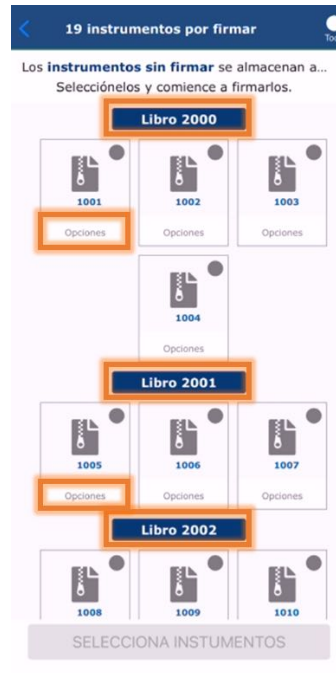 19 instrumentos por firmar
Los instrumentos sin firmar se almacenan a...
Selecciónelos y comience a firmarlos.
Libro 2000
1001 1002 1003
Opciones Opciones Opciones
1004
Opciones
Libro 2001
1005 1006 1007
Opciones Opciones Opciones
Libro 2002
1008 1009 1010
SELECCIONA INSTUMENTOS